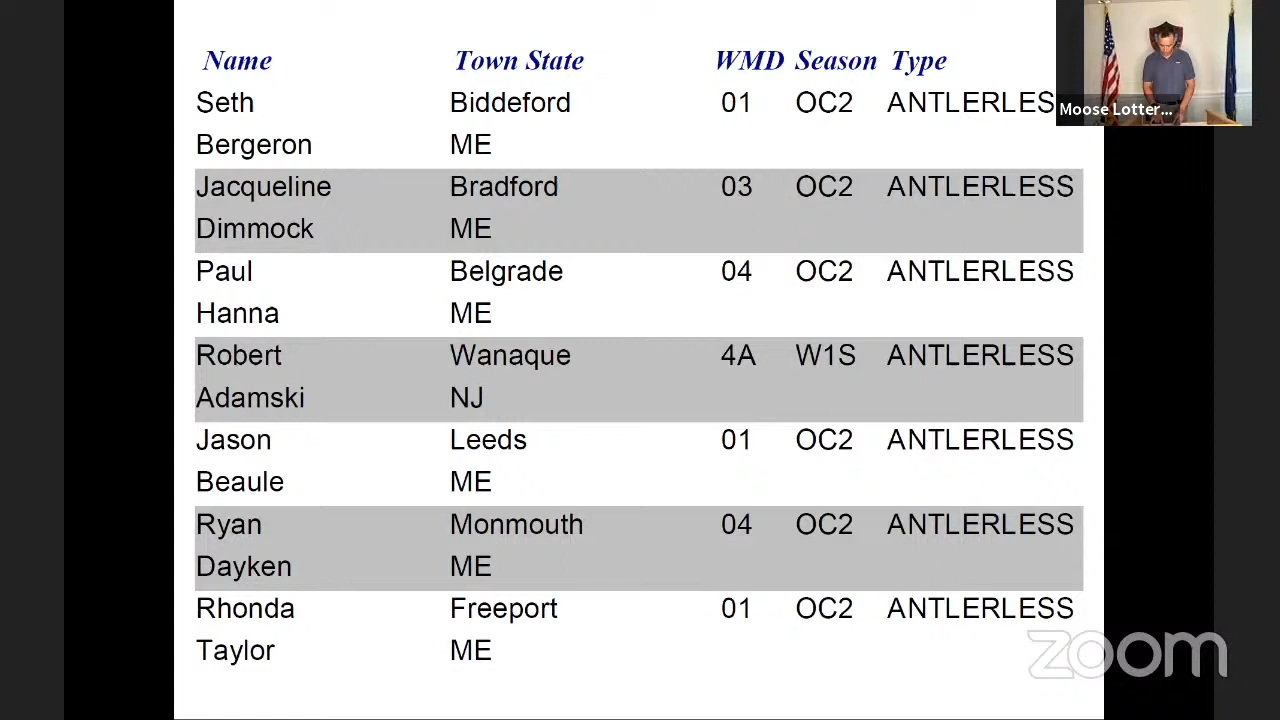 Name Town State WMD Season Type
Seth Biddeford 01 OC2 ANTLERLES
Bergeron ME
Jacqueline Bradford 03 OC2 ANTLERLESS
Dimmock ME
Paul Belgrade 04 OC2 ANTLERLESS
Hanna ME
Robert Wanaque 4A W1S ANTLERLESS
Adamski NJ
Jason Leeds 01 OC2 ANTLERLESS
Beaule ME
Ryan Monmouth 04 OC2 ANTLERLESS
Dayken ME
Rhonda Freeport 01 OC2 ANTLERLESS
Taylor ME
Moose Lotter...
zoom